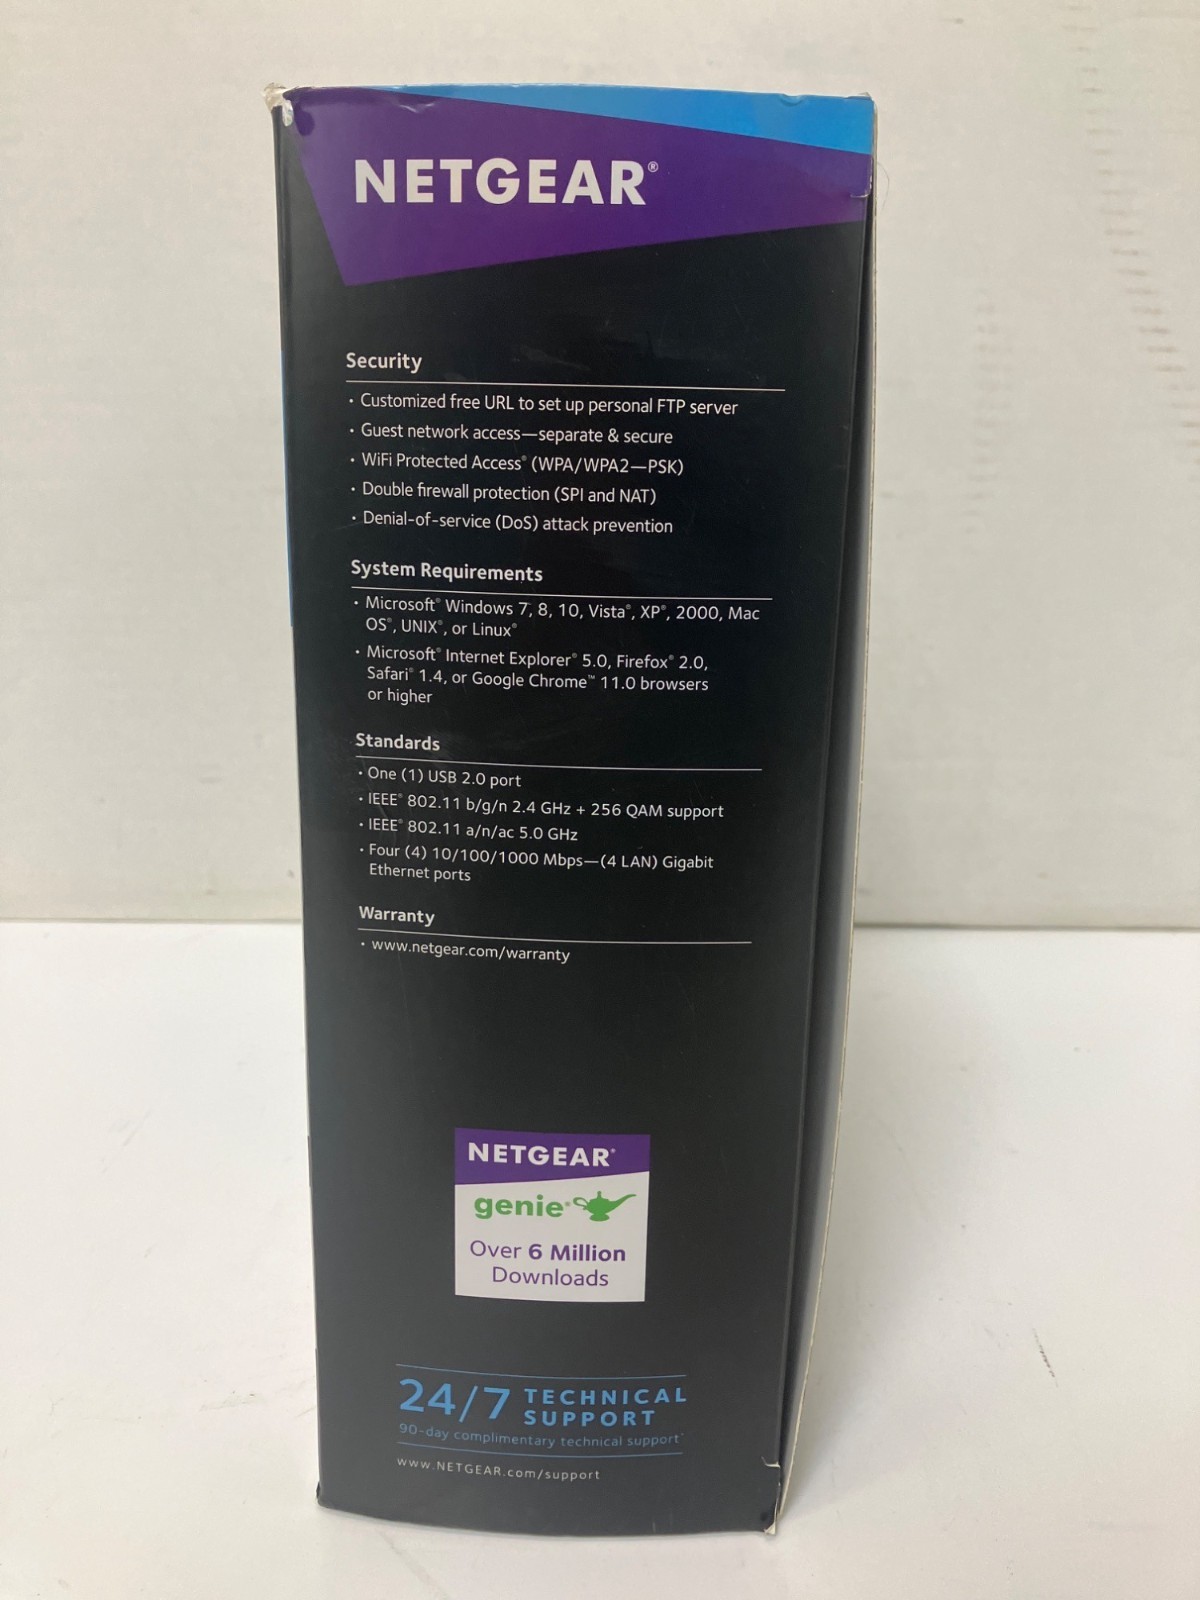 NETGEAR®
Security
• Customized free URL to set up personal FTP server
• Guest network access—separate & secure
• WiFi Protected Access® (WPA/WPA2—PSK)
• Double firewall protection (SPI and NAT)
• Denial-of-service (DoS) attack prevention
System Requirements
• Microsoft® Windows 7, 8, 10, Vista®, XP®, 2000, Mac
OS®, UNIX®, or Linux®
• Microsoft® Internet Explorer® 5.0, Firefox® 2.0,
Safari® 1.4, or Google Chrome™ 11.0 browsers
or higher
Standards
• One (1) USB 2.0 port
• IEEE® 802.11 b/g/n 2.4 GHz + 256 QAM support
• IEEE® 802.11 a/n/ac 5.0 GHz
• Four (4) 10/100/1000 Mbps—(4 LAN) Gigabit
Ethernet ports
Warranty
• www.netgear.com/warranty
NETGEAR®
genie®
Over 6 Million
Downloads
24/7 TECHNICAL
SUPPORT
90-day complimentary technical support*
www.NETGEAR.com/support